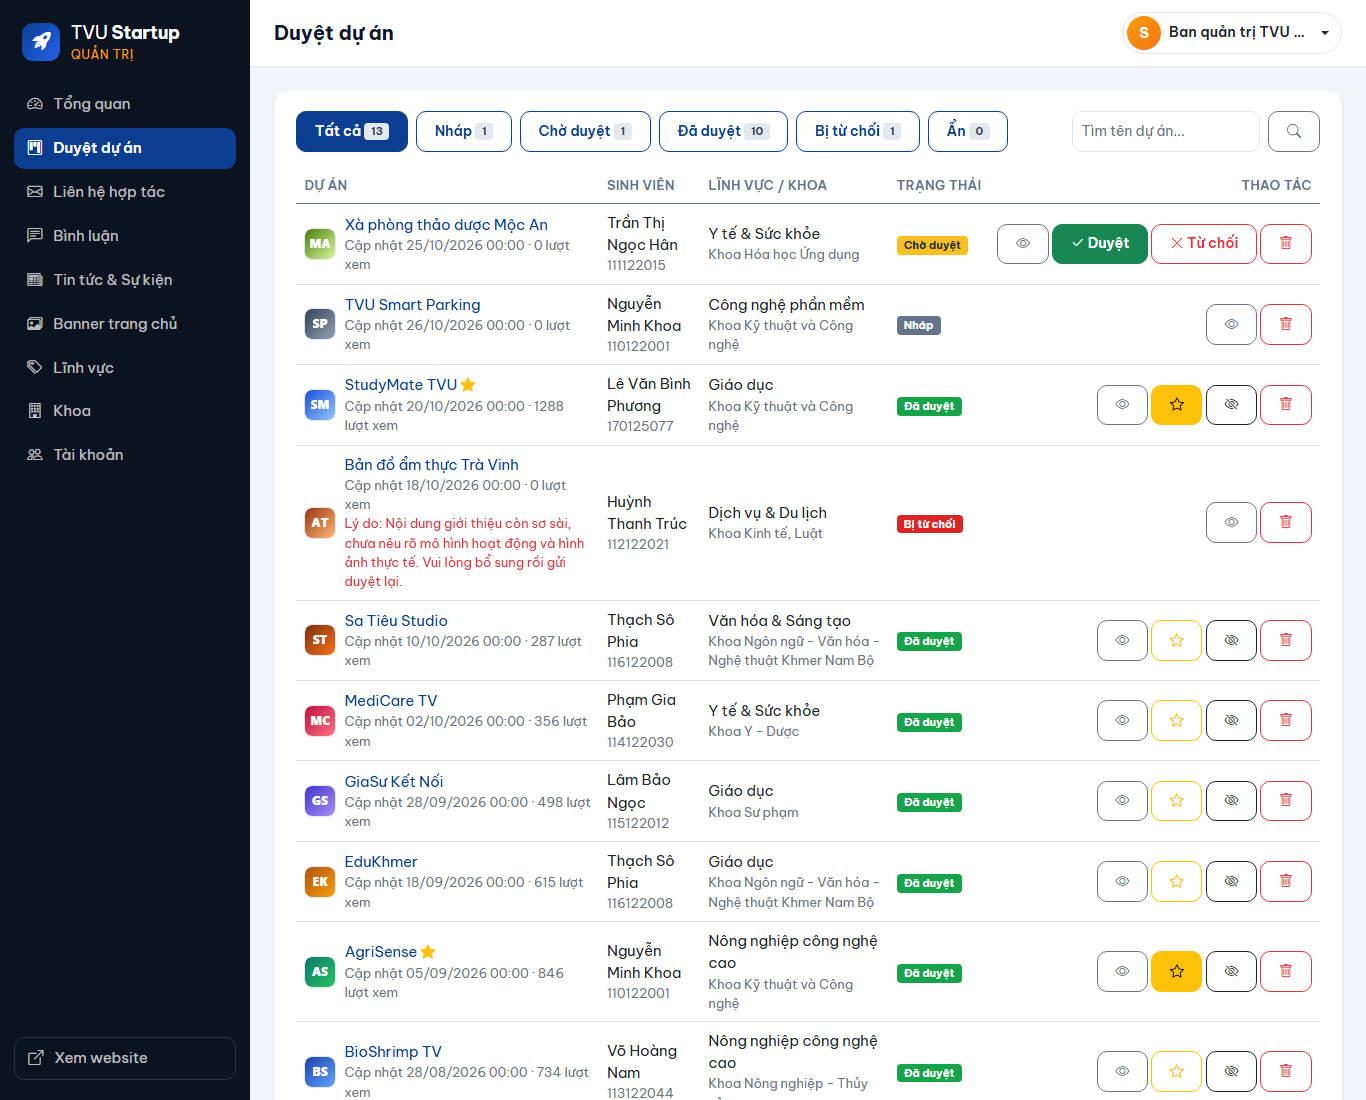 TVU Startup
QUẢN TRỊ
Tổng quan
Duyệt dự án
Liên hệ hợp tác
Bình luận
Tin tức & Sự kiện
Banner trang chủ
Lĩnh vực
Khoa
Tài khoản
Xem website
Duyệt dự án
S
Ban quản trị TVU ...
Tất cả 13
Nháp 1
Chờ duyệt 1
Đã duyệt 10
Bị từ chối 1
Ẩn 0
Tìm tên dự án...
DỰ ÁN
SINH VIÊN
LĨNH VỰC / KHOA
TRẠNG THÁI
THAO TÁC
MA
Xà phòng thảo dược Mộc An
Cập nhật 25/10/2026 00:00 · 0 lượt
xem
Trần Thị
Ngọc Hân
111122015
Y tế & Sức khỏe
Khoa Hóa học Ứng dụng
Chờ duyệt
Duyệt
Từ chối
SP
TVU Smart Parking
Cập nhật 26/10/2026 00:00 · 0 lượt
xem
Nguyễn
Minh Khoa
110122001
Công nghệ phần mềm
Khoa Kỹ thuật và Công
nghệ
Nháp
SM
StudyMate TVU
Cập nhật 20/10/2026 00:00 · 1288
lượt xem
Lê Văn Bình
Phương
170125077
Giáo dục
Khoa Kỹ thuật và Công
nghệ
Đã duyệt
AT
Bản đồ ẩm thực Trà Vinh
Cập nhật 18/10/2026 00:00 · 0 lượt
xem
Lý do: Nội dung giới thiệu còn sơ sài,
chưa nêu rõ mô hình hoạt động và hình
ảnh thực tế. Vui lòng bổ sung rồi gửi
duyệt lại.
Huỳnh
Thanh Trúc
112122021
Dịch vụ & Du lịch
Khoa Kinh tế, Luật
Bị từ chối
ST
Sa Tiêu Studio
Cập nhật 10/10/2026 00:00 · 287 lượt
xem
Thạch Sô
Phia
116122008
Văn hóa & Sáng tạo
Khoa Ngôn ngữ - Văn hóa -
Nghệ thuật Khmer Nam Bộ
Đã duyệt
MC
MediCare TV
Cập nhật 02/10/2026 00:00 · 356 lượt
xem
Phạm Gia
Bảo
114122030
Y tế & Sức khỏe
Khoa Y - Dược
Đã duyệt
GS
GiaSư Kết Nối
Cập nhật 28/09/2026 00:00 · 498 lượt
xem
Lâm Bảo
Ngọc
115122012
Giáo dục
Khoa Sư phạm
Đã duyệt
EK
EduKhmer
Cập nhật 18/09/2026 00:00 · 615 lượt
xem
Thạch Sô
Phia
116122008
Giáo dục
Khoa Ngôn ngữ - Văn hóa -
Nghệ thuật Khmer Nam Bộ
Đã duyệt
AS
AgriSense
Cập nhật 05/09/2026 00:00 · 846
lượt xem
Nguyễn
Minh Khoa
110122001
Nông nghiệp công nghệ
cao
Khoa Kỹ thuật và Công
nghệ
Đã duyệt
BS
BioShrimp TV
Cập nhật 28/08/2026 00:00 · 734 lượt
xem
Võ Hoàng
Nam
113122044
Nông nghiệp công nghệ
cao
Khoa Nông nghiệp - Thủy
Đã duyệt